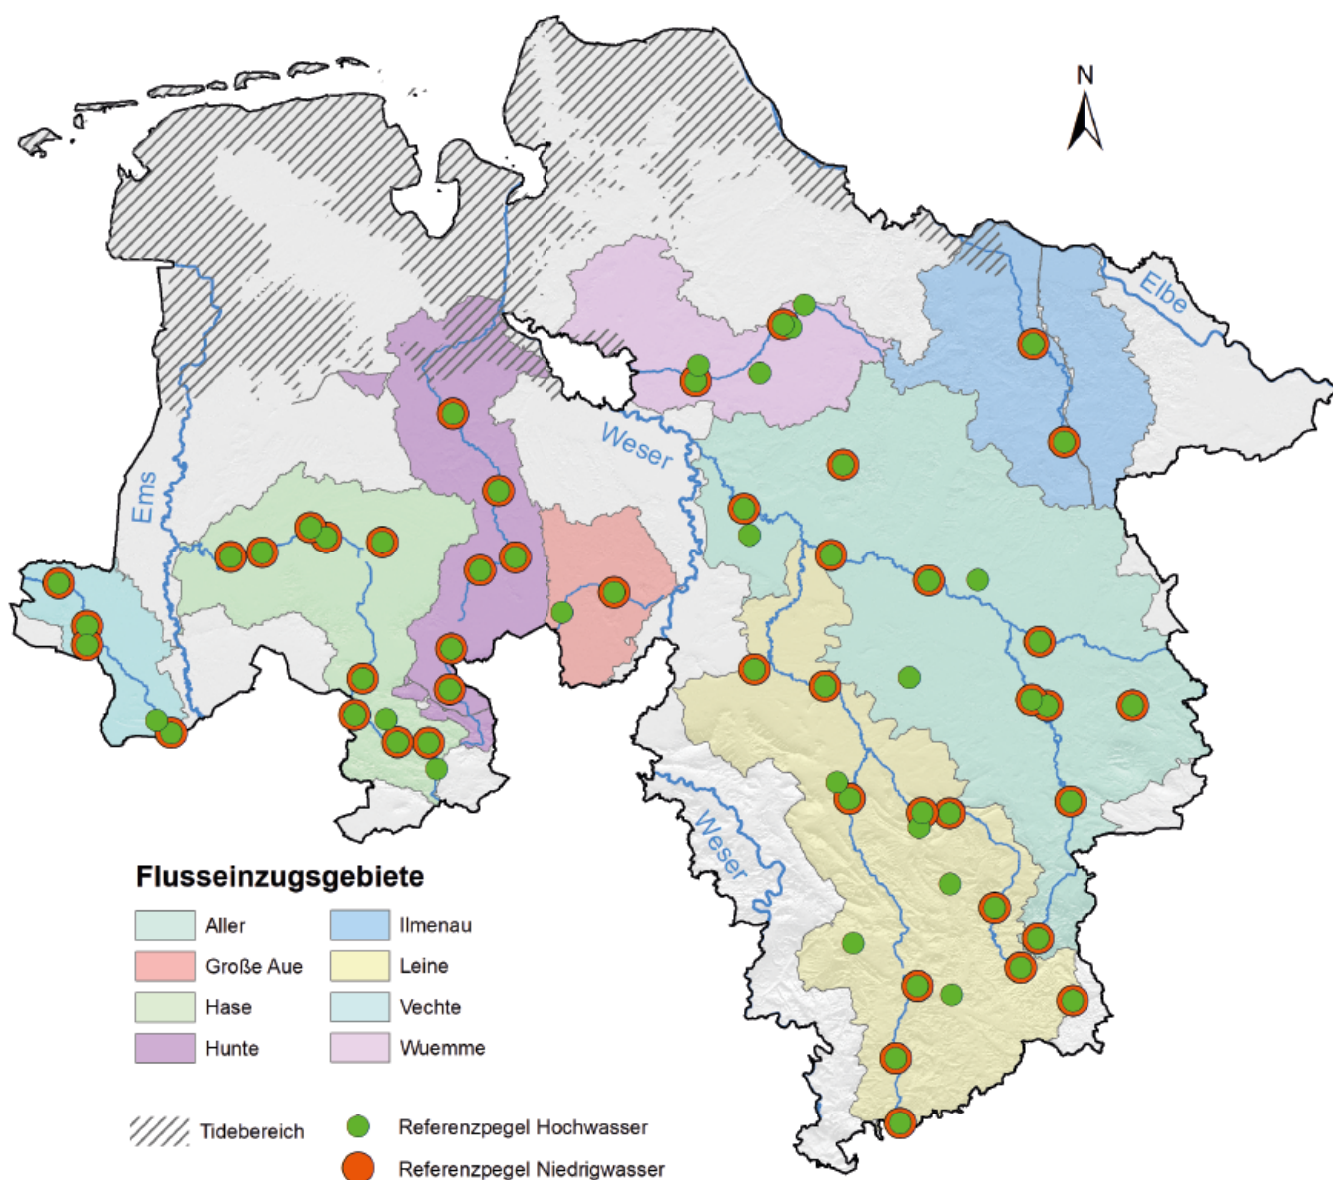 N
Elbe
Weser
Ems
Weser
Flusseinzugsgebiete
Aller
Ilmenau
Große Aue
Leine
Hase
Vechte
Hunte
Wuemme
Tidebereich
Referenzpegel Hochwasser
Referenzpegel Niedrigwasser